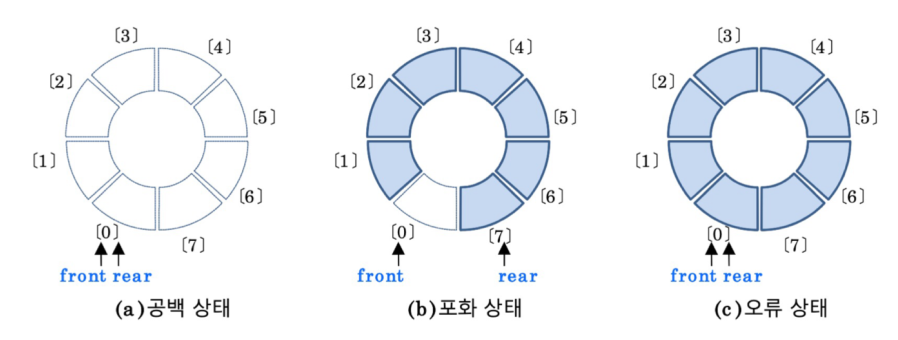 [3] [4]
[2] [5]
[1] [6]
[0] [7]
front rear
(a)공백 상태
[3] [4]
[2] [5]
[1] [6]
[0] [7]
front rear
(b)포화 상태
[3] [4]
[2] [5]
[1] [6]
[0] [7]
front rear
(c)오류 상태